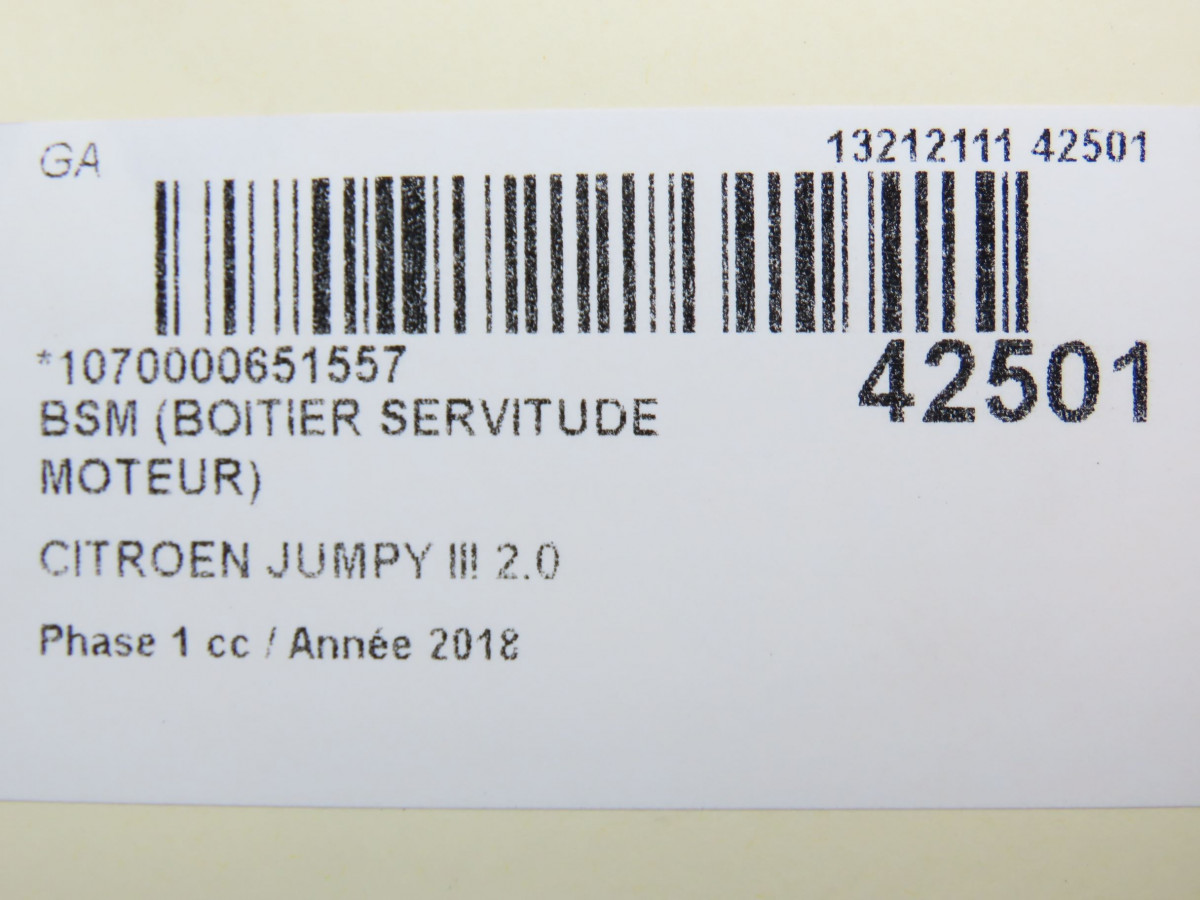 GA
13212111 42501
*1070000651557
42501
BSM (BOITIER SERVITUDE
MOTEUR)
CITROEN JUMPY III 2.0
Phase 1 cc / Année 2018